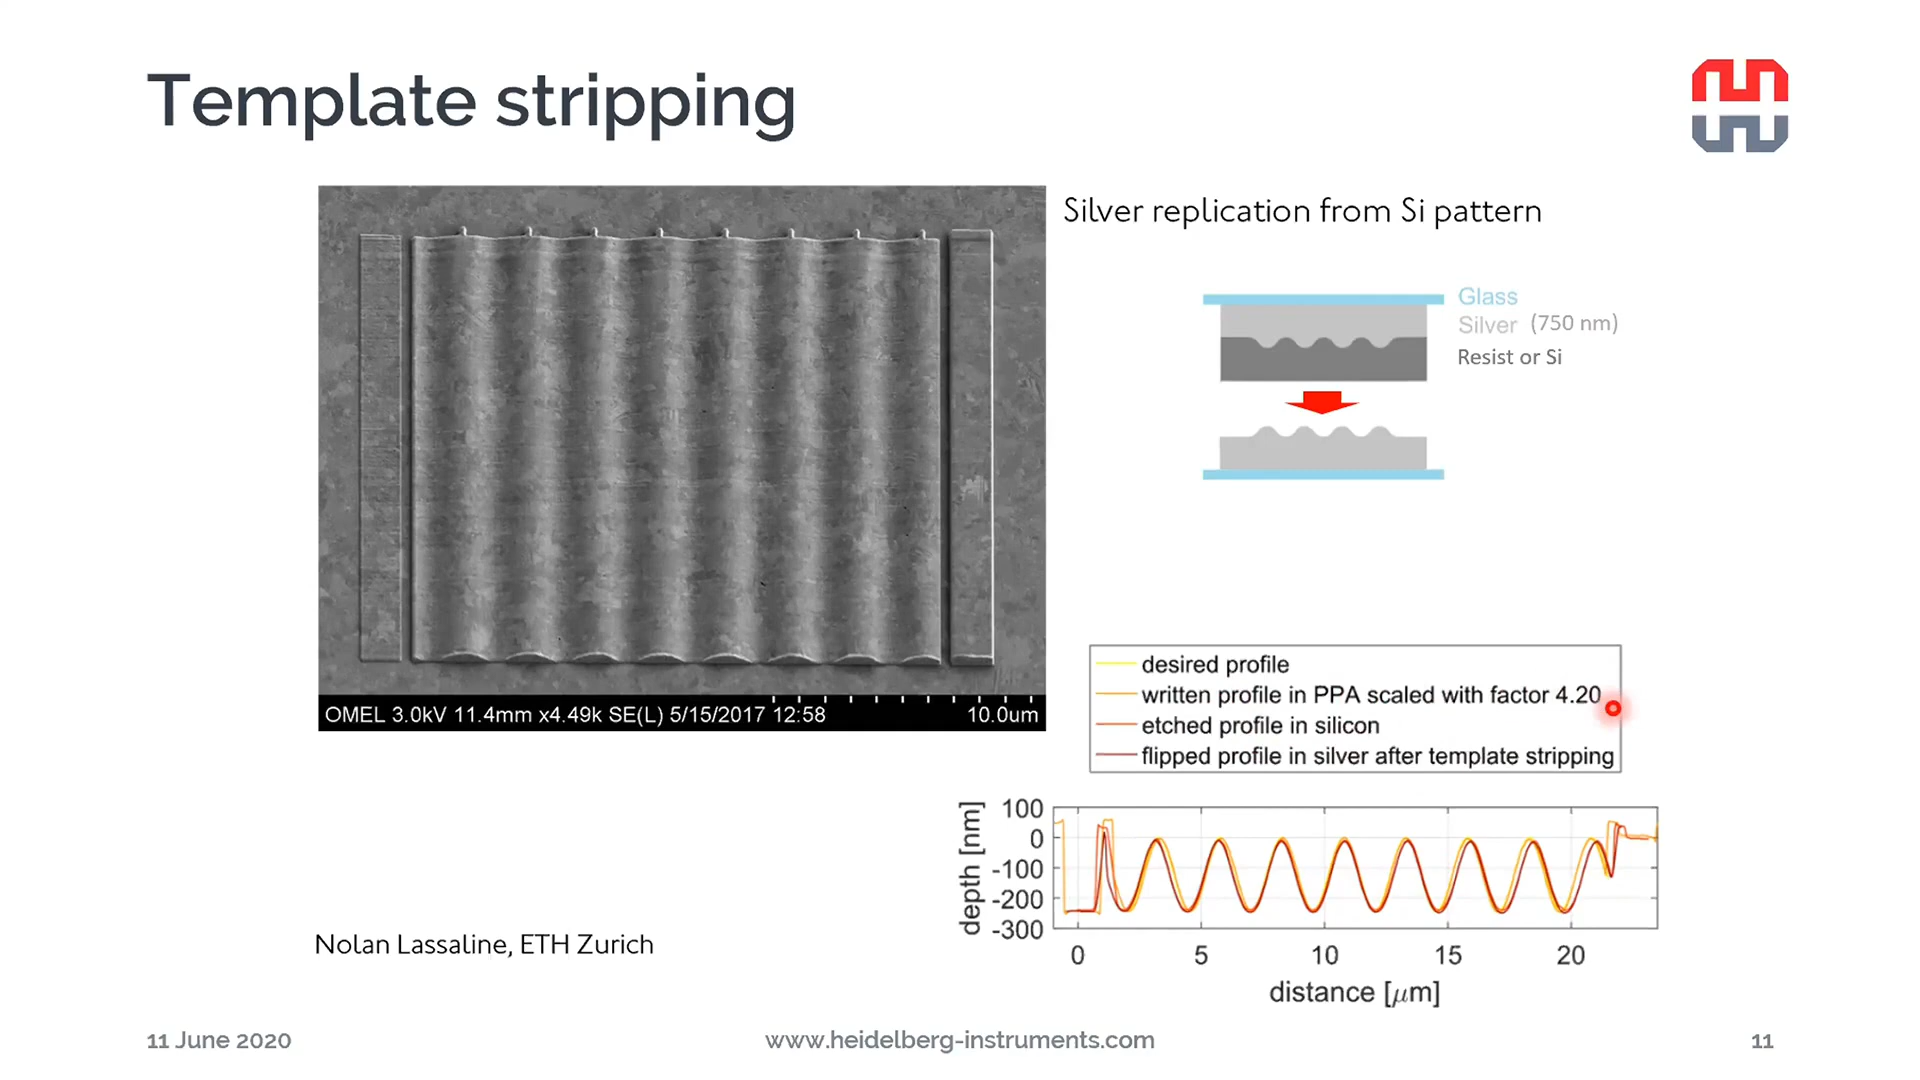 Template stripping
Silver replication from Si pattern
Glass
Silver (750 nm)
Resist or Si
OMEL 3.0kV 11.4mm x4.49k SE(L) 5/15/2017 12:58 10.0um
desired profile
written profile in PPA scaled with factor 4.20
etched profile in silicon
flipped profile in silver after template stripping
depth [nm]
100
0
-100
-200
-300
0 5 10 15 20
distance [μm]
Nolan Lassaline, ETH Zurich
11 June 2020
www.heidelberg-instruments.com
11